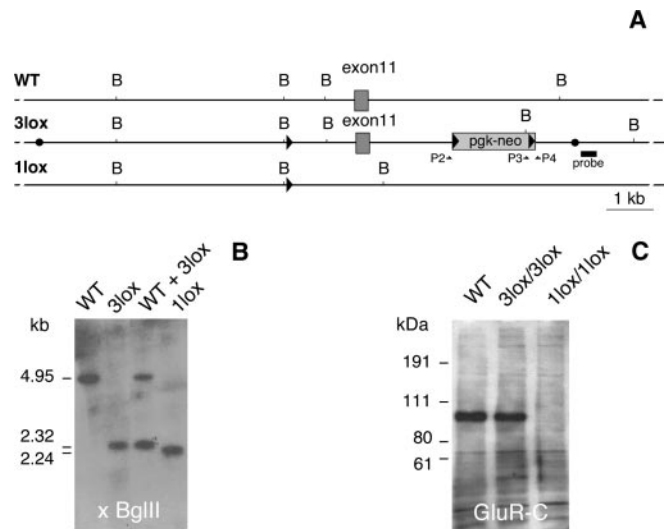 A
WT
B B B exon11 B
3lox
B B B exon11 B B
pgk-neo
P2 P3 P4 probe
1lox
B B B
1 kb
B
WT 3lox WT + 3lox 1lox
kb
4.95
2.32
2.24
x BglII
C
WT 3lox/3lox 1lox/1lox
kDa
191
111
80
61
GluR-C